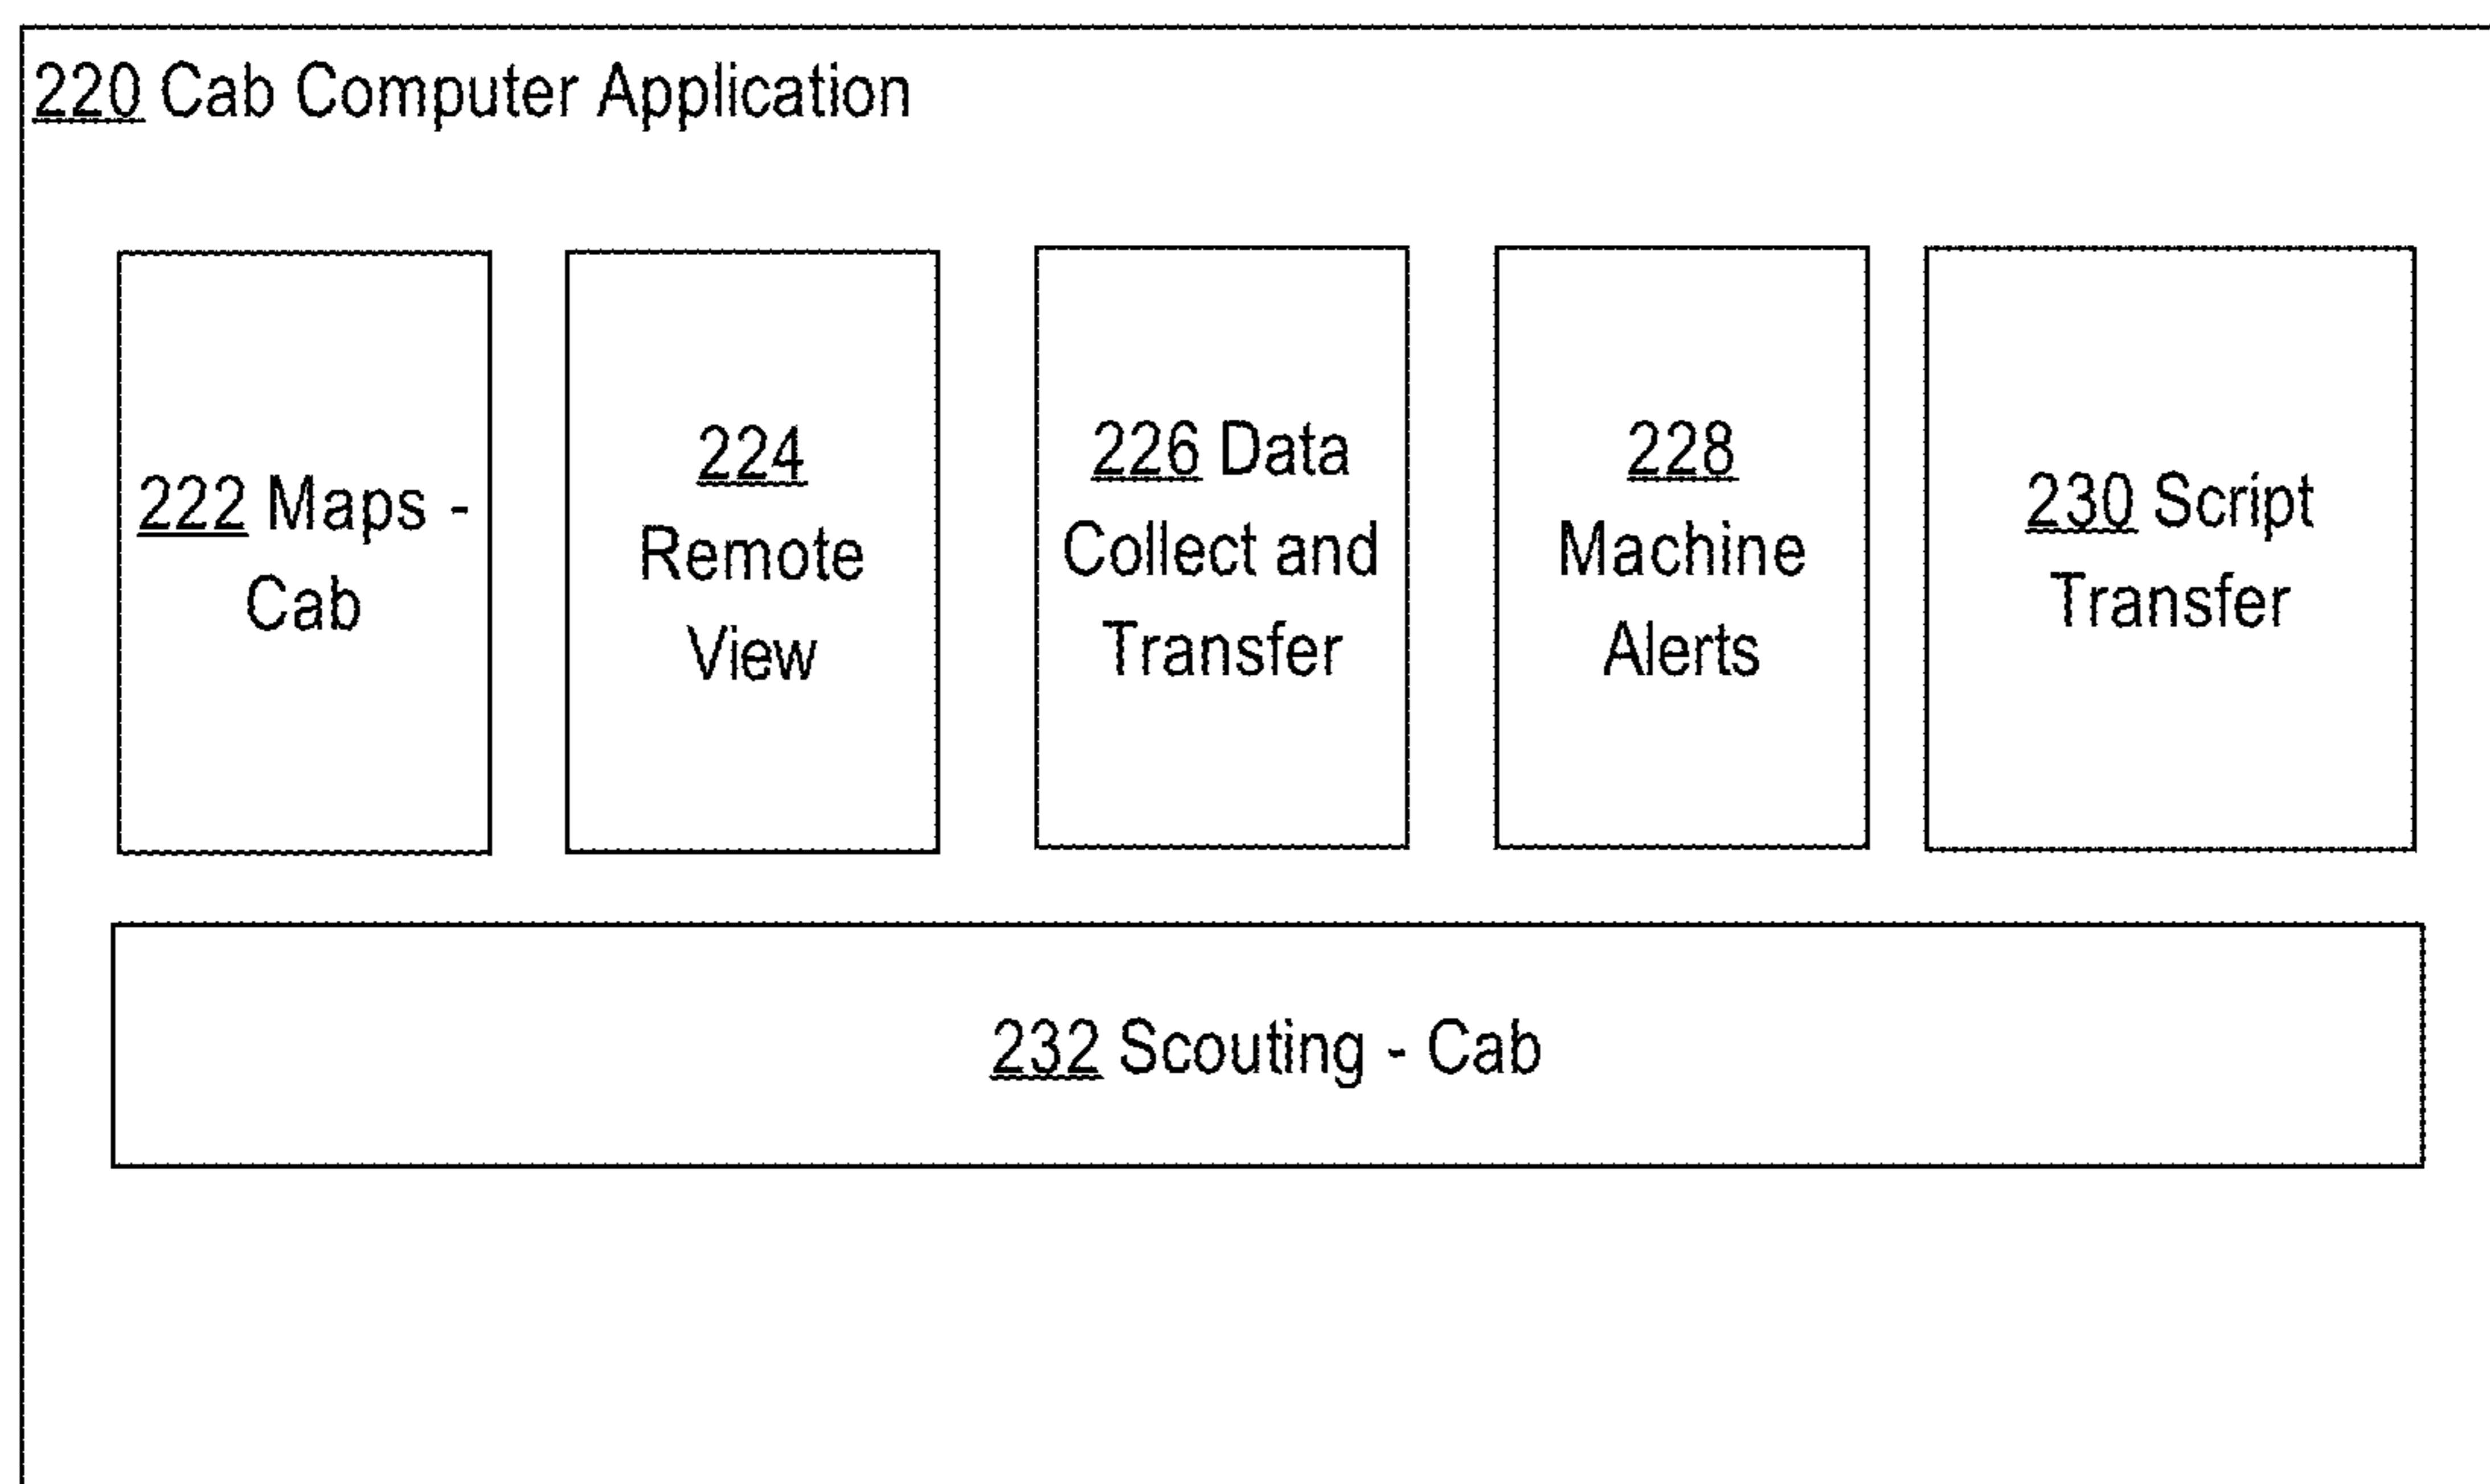 220 Cab Computer Application
222 Maps -
Cab
224
Remote
View
226 Data
Collect and
Transfer
228
Machine
Alerts
230 Script
Transfer
232 Scouting - Cab